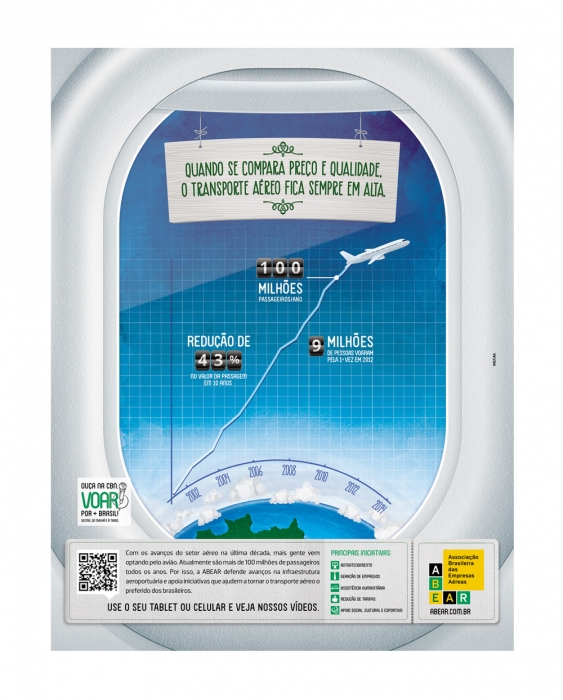 QUANDO SE COMPARA PREÇO E QUALIDADE,
O TRANSPORTE AÉREO FICA SEMPRE EM ALTA.
100
MILHÕES
PASSAGEIROS/ANO
REDUÇÃO DE
43%
NO VALOR DA PASSAGEM
EM 10 ANOS
9 MILHÕES
DE PESSOAS VOARAM
PELA 1ª VEZ EM 2012
2002
2004
2006
2008
2010
2012
2014
OUÇA NA CBN
VOAR
POR + BRASIL!
Com os avanços do setor aéreo na última década, mais gente vem
optando pelo avião. Atualmente são mais de 100 milhões de passageiros
todos os anos. Por isso, a ABEAR defende avanços na infraestrutura
aeroportuária e apoia iniciativas que ajudem a tornar o transporte aéreo o
preferido dos brasileiros.
USE O SEU TABLET OU CELULAR E VEJA NOSSOS VÍDEOS.
PRINCIPAIS INICIATIVAS:
AUTOATENDIMENTO
GERAÇÃO DE EMPREGOS
ASSISTÊNCIA HUMANITÁRIA
REDUÇÃO DE TARIFAS
APOIO SOCIAL, CULTURAL E ESPORTIVO
Associação
Brasileira
das
Empresas
Aéreas
ABEAR
ABEAR.COM.BR